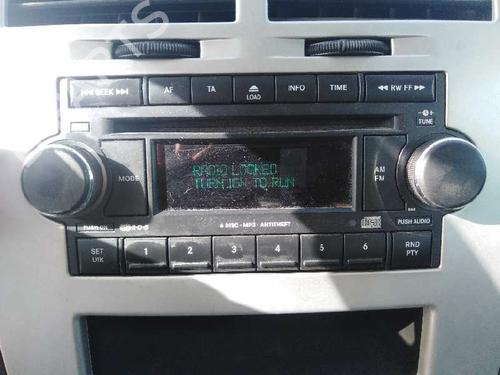 SEEK
AF
TA
LOAD
INFO
TIME
RW FF
TUNE
MODE
RADIO LOCKED
TURN IGN TO RUN
AM
FM
PUSH ON
R·D·S
6 DISC · MP3 · ANTITHEFT
PUSH AUDIO
SET
DIR
1
2
3
4
5
6
RND
PTY